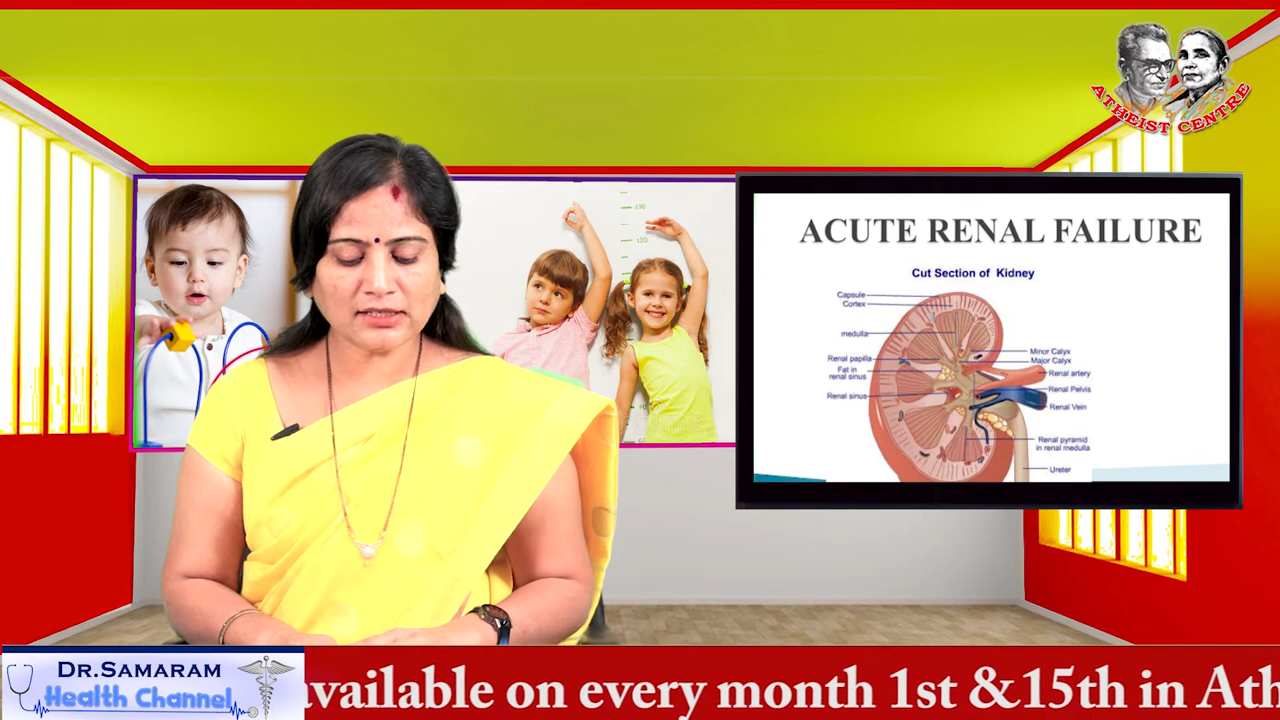 ATHEIST CENTRE
130
120
ACUTE RENAL FAILURE
Cut Section of Kidney
Capsule
Cortex
medulla
Renal papilla
Fat in
renal sinus
Renal sinus
Minor Calyx
Major Calyx
Renal artery
Renal Pelvis
Renal Vein
Renal pyramid
in renal medulla
Ureter
DR.SAMARAM
Health Channel
available on every month 1st &15th in Ath